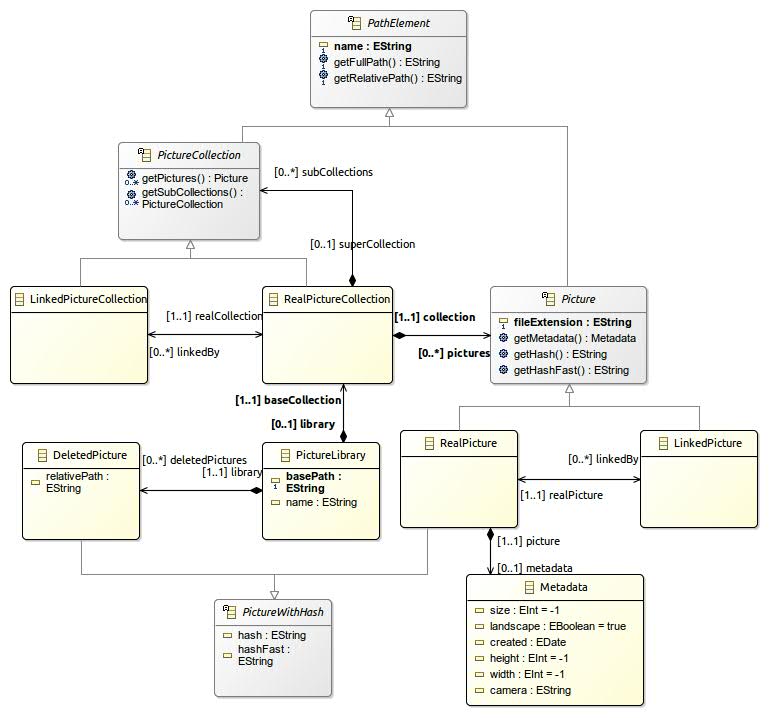 PathElement
name : EString
getFullPath() : EString
getRelativePath() : EString
PictureCollection
getPictures() : Picture
0..*
getSubCollections() :
0..*
PictureCollection
[0..*] subCollections
[0..1] superCollection
LinkedPictureCollection
[1..1] realCollection
[0..*] linkedBy
RealPictureCollection
[1..1] collection
[0..*] pictures
Picture
fileExtension : EString
getMetadata() : Metadata
getHash() : EString
getHashFast() : EString
[1..1] baseCollection
[0..1] library
DeletedPicture
relativePath :
EString
[0..*] deletedPictures
[1..1] library
PictureLibrary
basePath :
EString
name : EString
RealPicture
[0..*] linkedBy
[1..1] realPicture
LinkedPicture
[1..1] picture
[0..1] metadata
PictureWithHash
hash : EString
hashFast :
EString
Metadata
size : EInt = -1
landscape : EBoolean = true
created : EDate
height : EInt = -1
width : EInt = -1
camera : EString